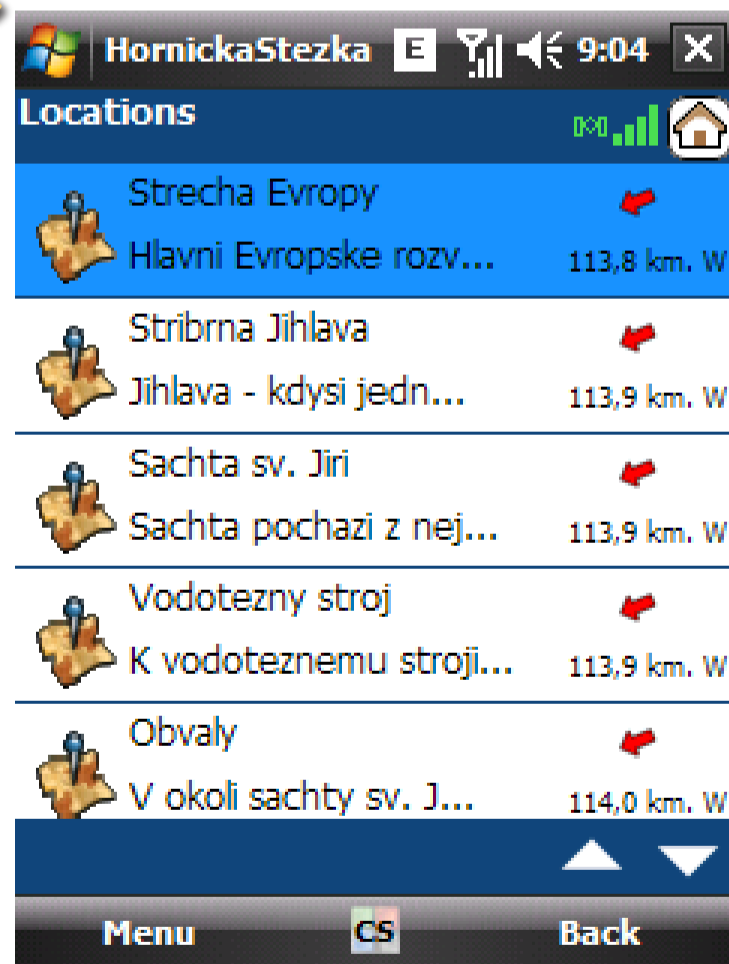 HornickaStezka E 9:04
Locations
Strecha Evropy
Hlavni Evropske rozv...
113,8 km. W
Stribrna Jihlava
Jihlava - kdysi jedn...
113,9 km. W
Sachta sv. Jiri
Sachta pochazi z nej...
113,9 km. W
Vodotezny stroj
K vodoteznemu stroji...
113,9 km. W
Obvaly
V okoli sachty sv. J...
114,0 km. W
Menu CS Back